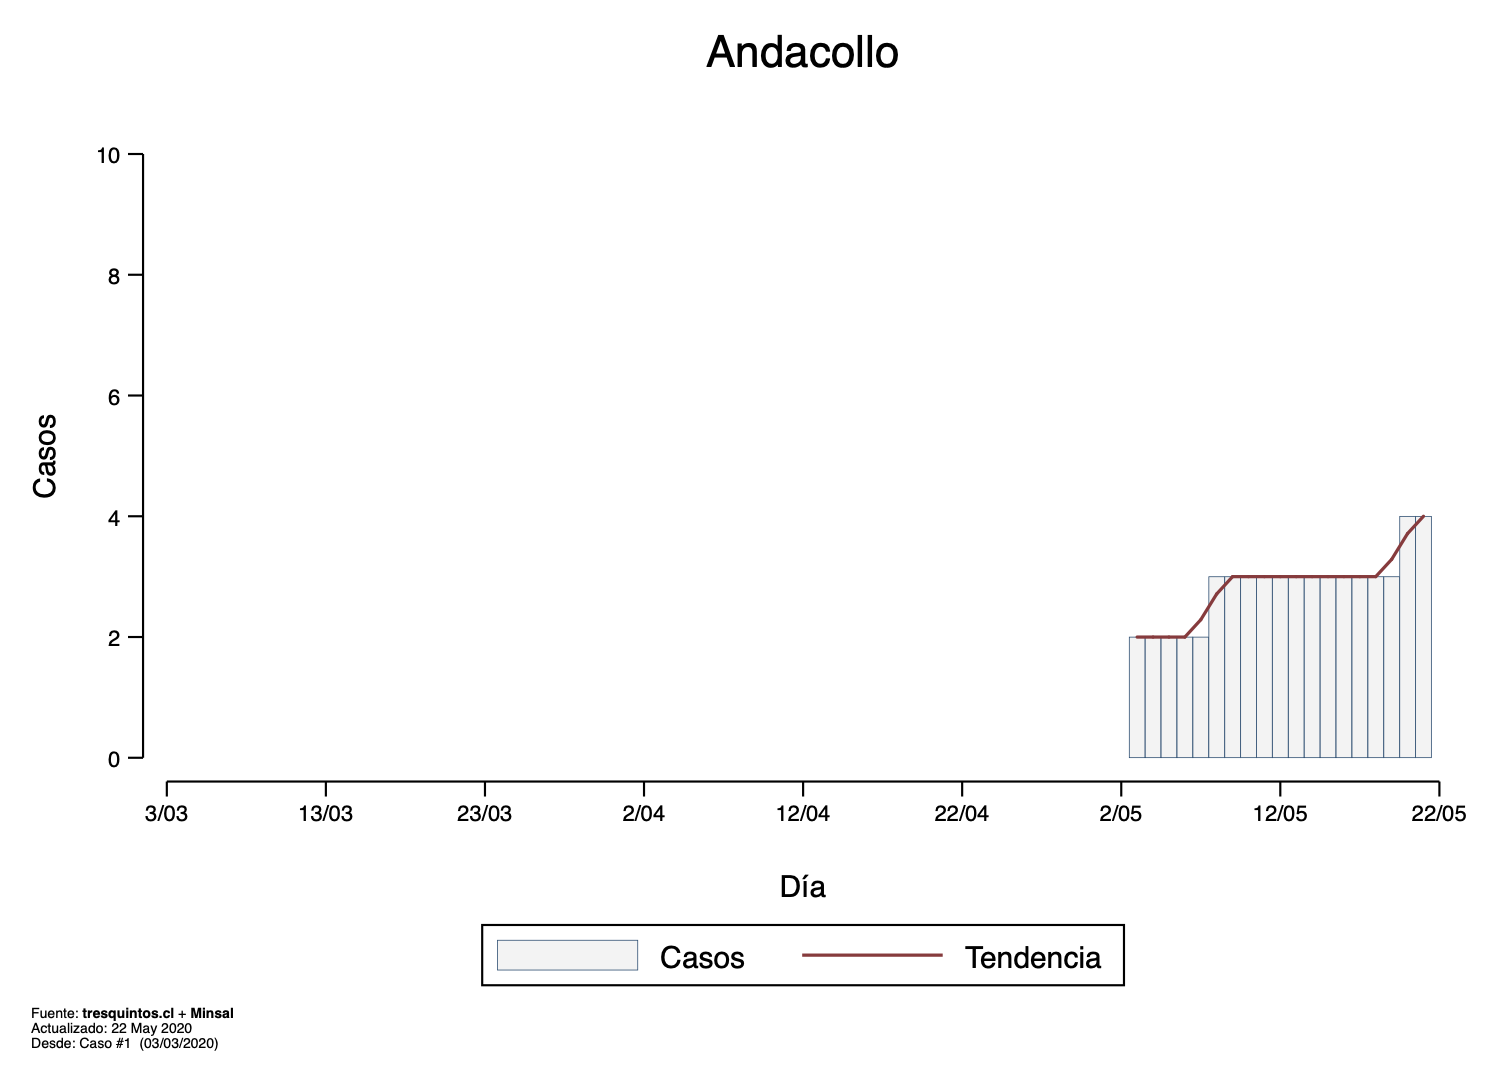 Andacollo
Casos
10
8
6
4
2
0
3/03 13/03 23/03 2/04 12/04 22/04 2/05 12/05 22/05
Día
Casos Tendencia
Fuente: tresquintos.cl + Minsal
Actualizado: 22 May 2020
Desde: Caso #1 (03/03/2020)